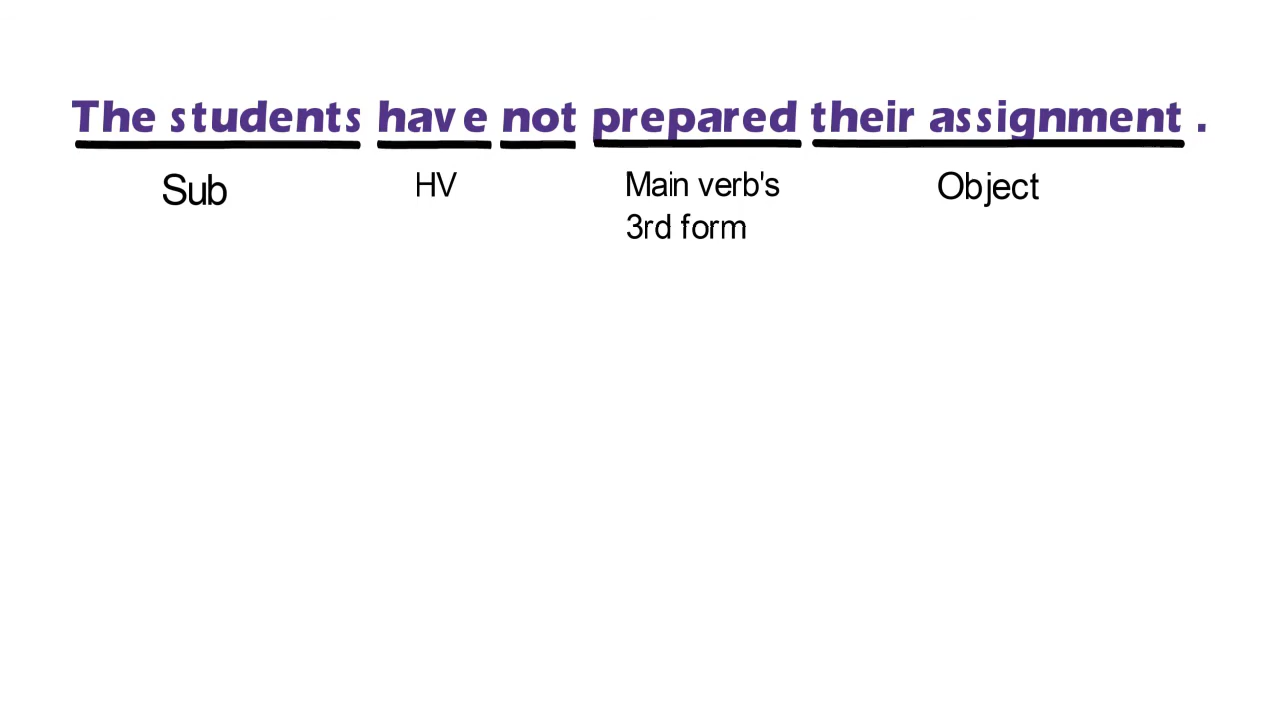 The students have not prepared their assignment .
Sub HV Main verb's Object
3rd form